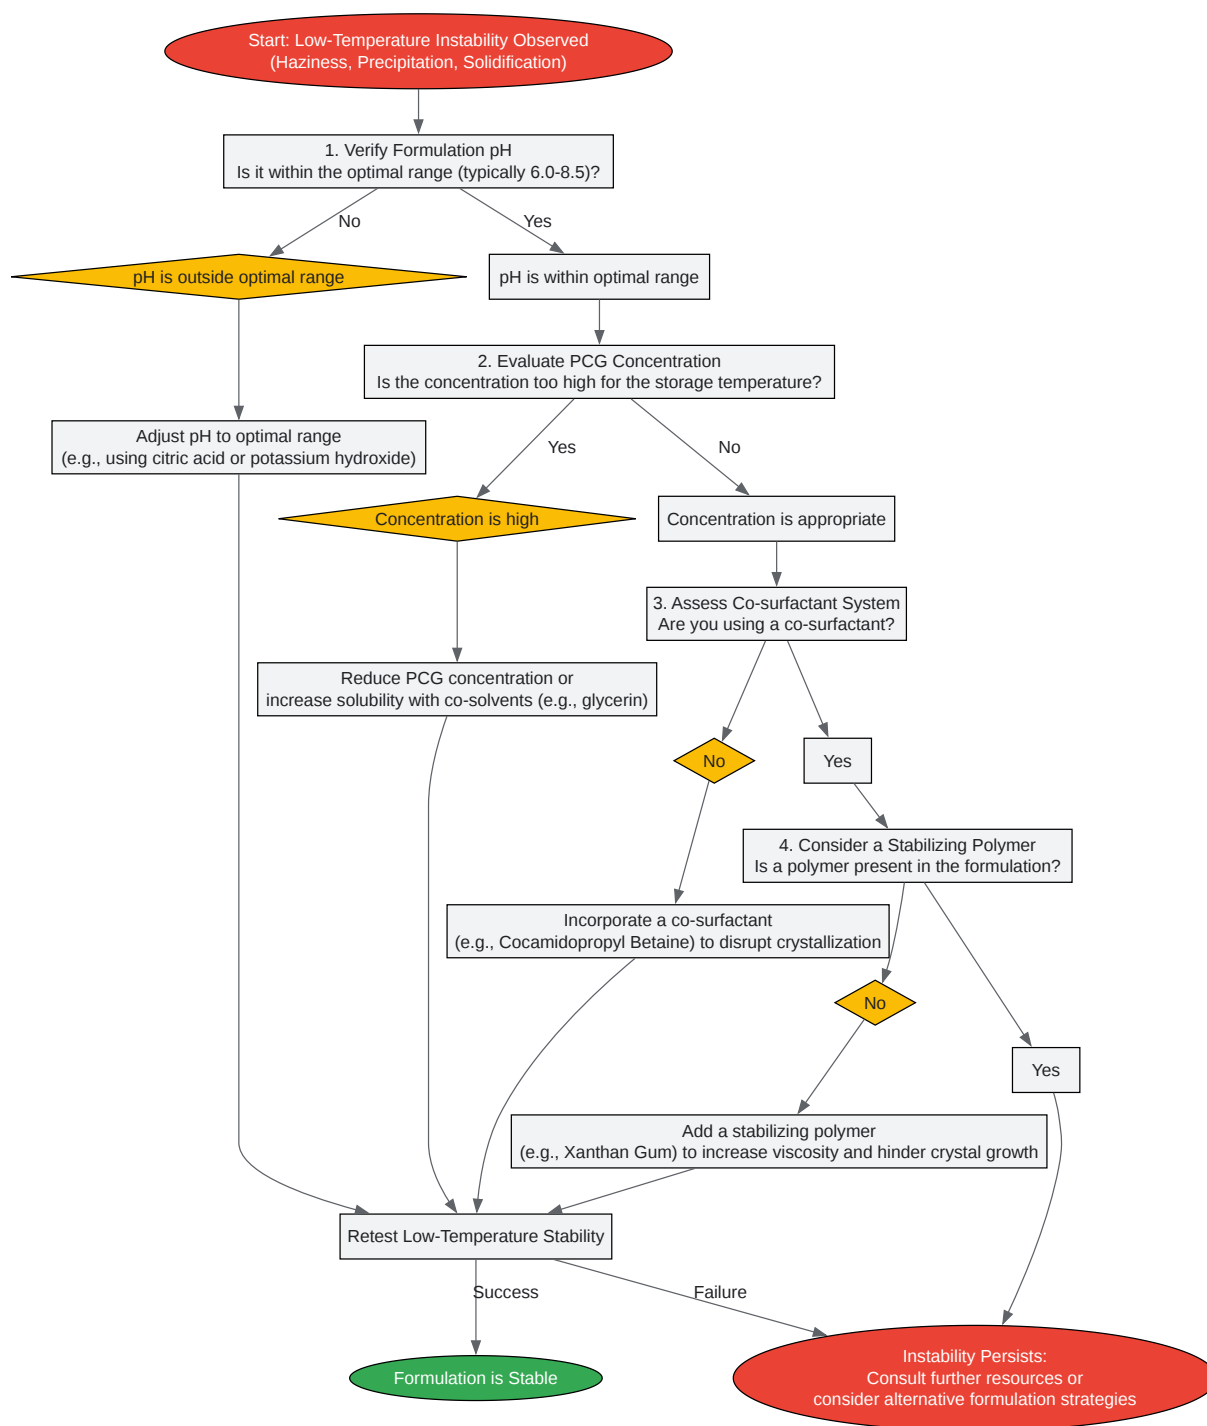 Start: Low-Temperature Instability Observed
(Haziness, Precipitation, Solidification)
1. Verify Formulation pH
Is it within the optimal range (typically 6.0-8.5)?
No
Yes
pH is outside optimal range
pH is within optimal range
2. Evaluate PCG Concentration
Is the concentration too high for the storage temperature?
Adjust pH to optimal range
(e.g., using citric acid or potassium hydroxide)
Yes
No
Concentration is high
Concentration is appropriate
3. Assess Co-surfactant System
Are you using a co-surfactant?
Reduce PCG concentration or
increase solubility with co-solvents (e.g., glycerin)
No
Yes
4. Consider a Stabilizing Polymer
Is a polymer present in the formulation?
Incorporate a co-surfactant
(e.g., Cocamidopropyl Betaine) to disrupt crystallization
No
Yes
Add a stabilizing polymer
(e.g., Xanthan Gum) to increase viscosity and hinder crystal growth
Retest Low-Temperature Stability
Success
Failure
Formulation is Stable
Instability Persists:
Consult further resources or
consider alternative formulation strategies